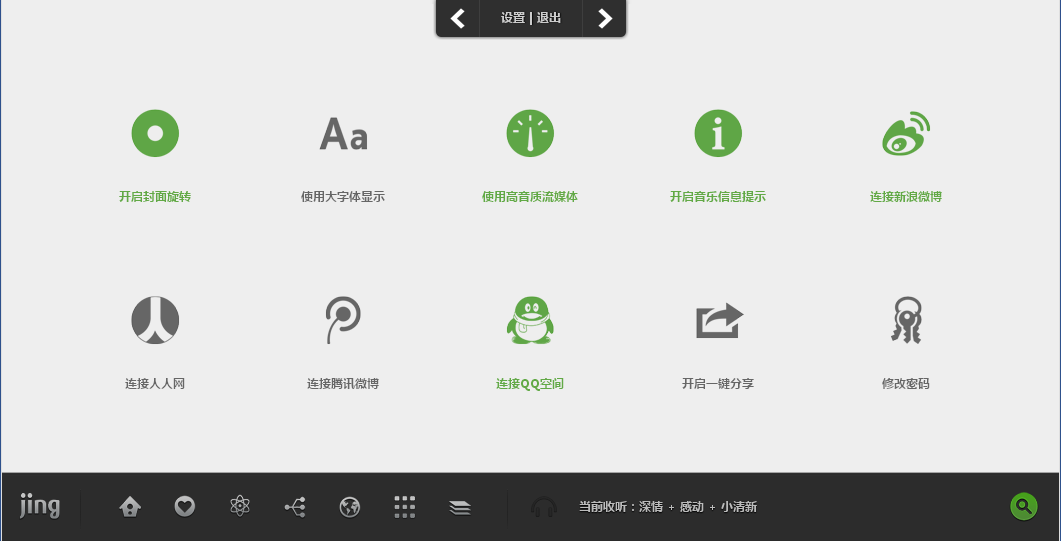 设置 | 退出
Aa
开启封面旋转
使用大字体显示
使用高音质流媒体
开启音乐信息提示
连接新浪微博
连接人人网
连接腾讯微博
连接QQ空间
开启一键分享
修改密码
jing
当前收听：深情 + 感动 + 小清新